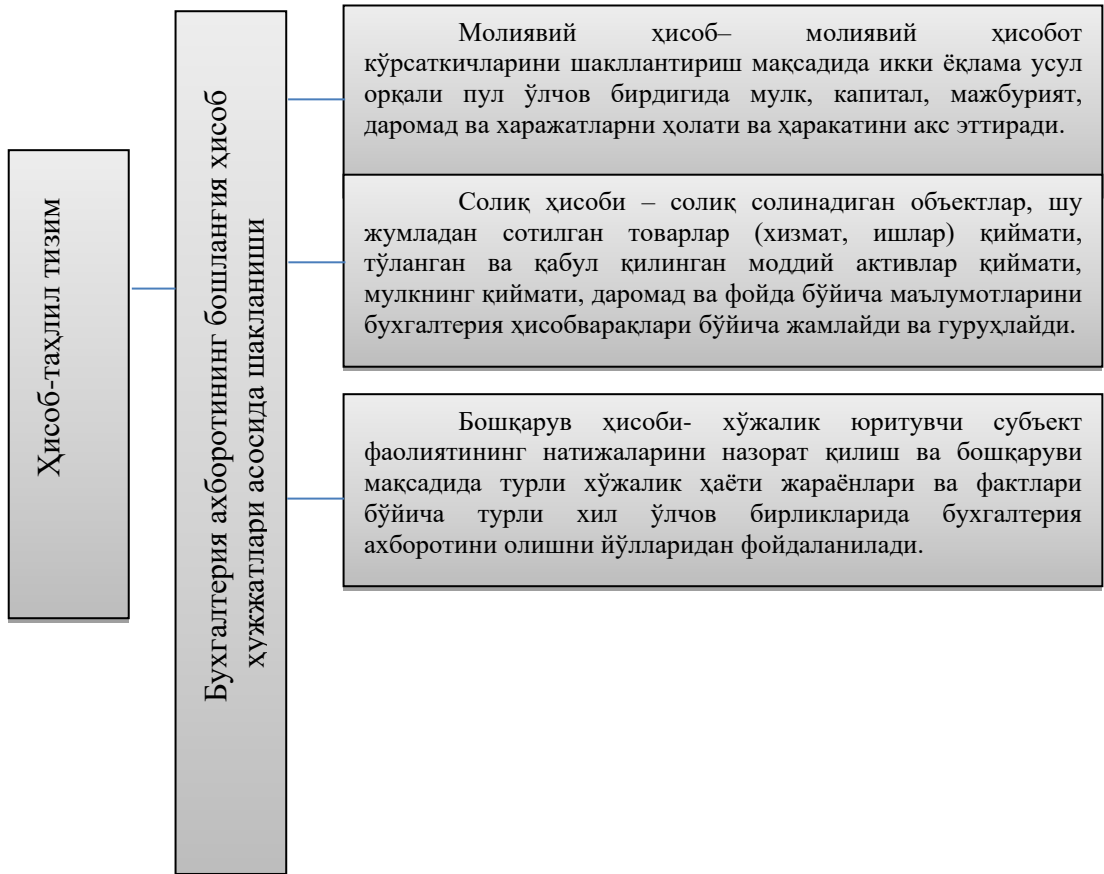 Ҳисоб-таҳлил тизим
Бухгалтерия ахборотининг бошланғия ҳисоб
ҳужжатлари асосида шаклланиши
Молиявий ҳисоб– молиявий ҳисобот
кўрсаткичларини шакллантириш мақсадида икки ёқлама усул
орқали пул ўлчов бирдигида мулк, капитал, мажбурият,
даромад ва харажатларни ҳолати ва ҳаракатини акс эттиради.
Солиқ ҳисоби – солиқ солинадиган объектлар, шу
жумладан сотилган товарлар (хизмат, ишлар) қиймати,
тўланган ва қабул қилинган моддий активлар қиймати,
мулкнинг қиймати, даромад ва фойда бўйича маълумотларини
бухгалтерия ҳисобварақлари бўйича жамлайди ва гуруҳлайди.
Бошқарув ҳисоби- хўжалик юритувчи субъект
фаолиятининг натижаларини назорат қилиш ва бошқаруви
мақсадида турли хўжалик ҳаёти жараёнлари ва фактлари
бўйича турли хил ўлчов бирликларида бухгалтерия
ахборотини олишни йўлларидан фойдаланилади.